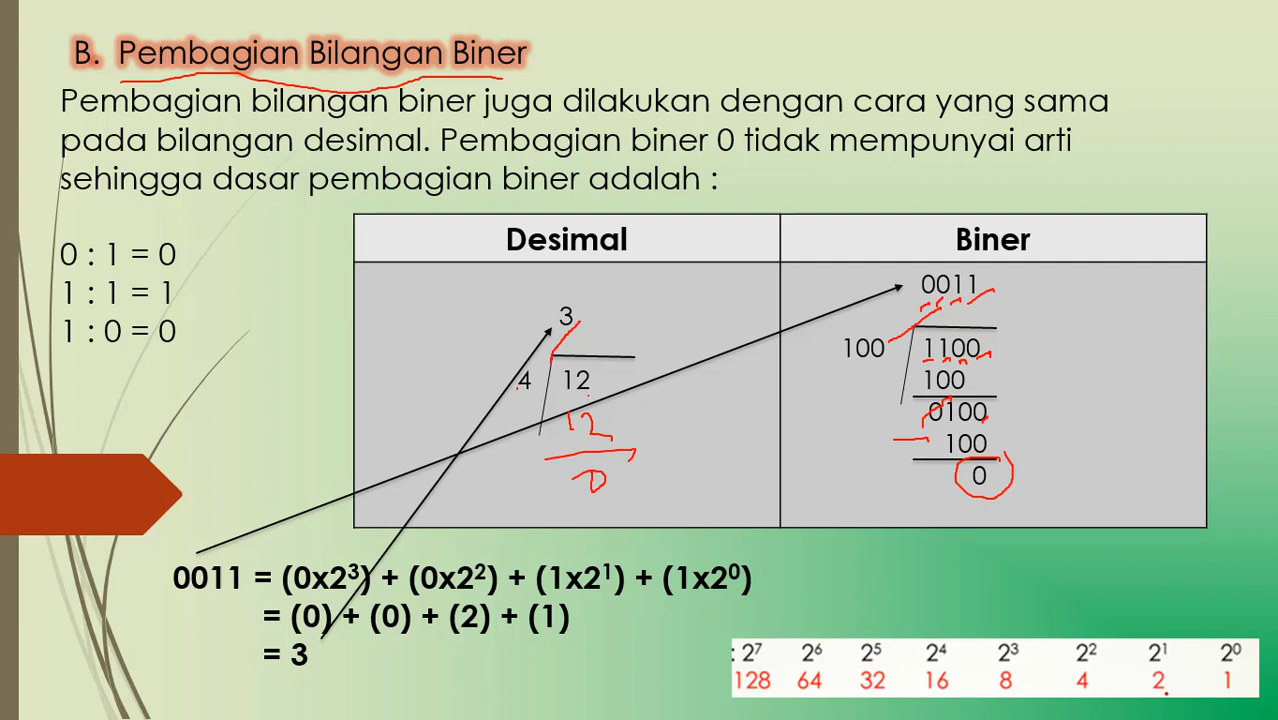 B. Pembagian Bilangan Biner
Pembagian bilangan biner juga dilakukan dengan cara yang sama
pada bilangan desimal. Pembagian biner 0 tidak mempunyai arti
sehingga dasar pembagian biner adalah :
0 : 1 = 0
1 : 1 = 1
1 : 0 = 0
Desimal
3
4 12
12
0
Biner
0011
100 1100
100
0100
100
0
0011 = (0x2³) + (0x2²) + (1x2¹) + (1x2⁰)
= (0) + (0) + (2) + (1)
= 3
: 2⁷ 2⁶ 2⁵ 2⁴ 2³ 2² 2¹ 2⁰
128 64 32 16 8 4 2 1